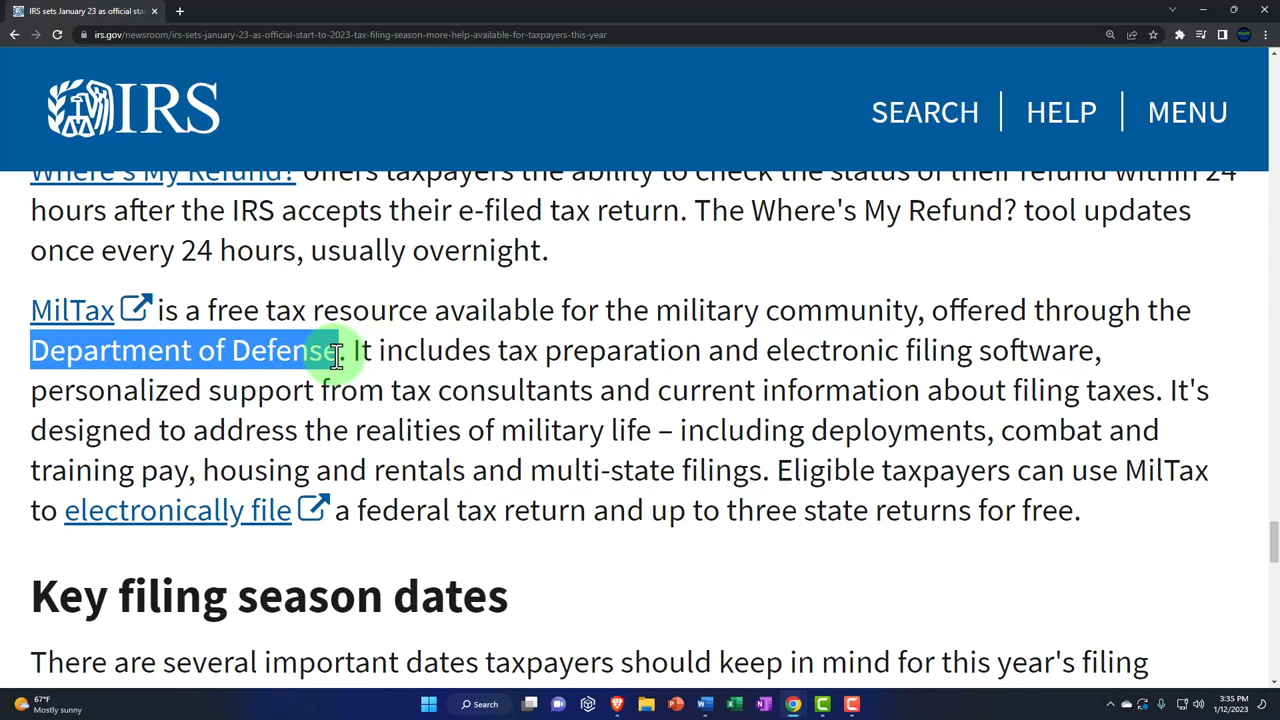 IRS sets January 23 as official star
irs.gov/newsroom/irs-sets-january-23-as-official-start-to-2023-tax-filing-season-more-help-available-for-taxpayers-this-year
IRS
SEARCH HELP MENU
Where's My Refund? offers taxpayers the ability to check the status of their refund within 24
hours after the IRS accepts their e-filed tax return. The Where's My Refund? tool updates
once every 24 hours, usually overnight.
MilTax is a free tax resource available for the military community, offered through the
Department of Defense. It includes tax preparation and electronic filing software,
personalized support from tax consultants and current information about filing taxes. It's
designed to address the realities of military life – including deployments, combat and
training pay, housing and rentals and multi-state filings. Eligible taxpayers can use MilTax
to electronically file a federal tax return and up to three state returns for free.
Key filing season dates
There are several important dates taxpayers should keep in mind for this year's filing
67°F
Mostly sunny
Search
3:35 PM
1/12/2023